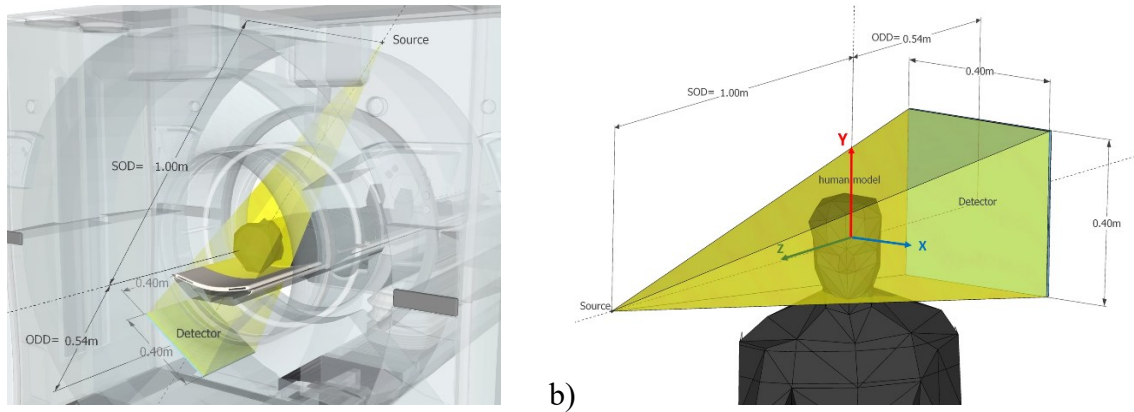 Source
SOD= 1.00m
0.40m
ODD= 0.54m
0.40m
Detector
ODD= 0.54m
SOD= 1.00m
0.40m
Y
human model
Detector
0.40m
Z
X
Source
b)